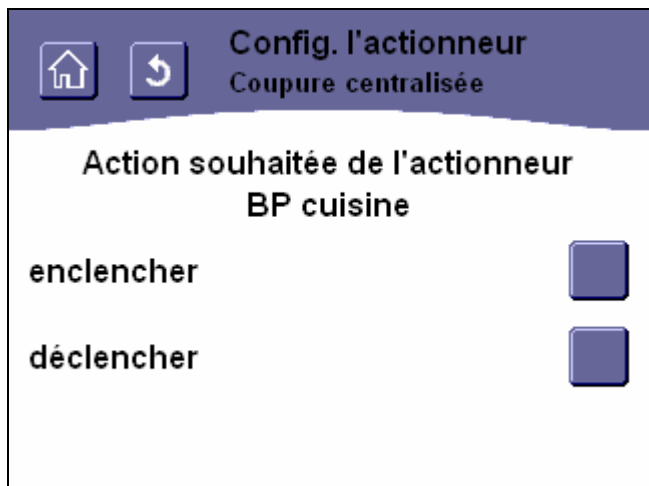 Config. l'actionneur
Coupure centralisée
Action souhaitée de l'actionneur
BP cuisine
enclencher
déclencher